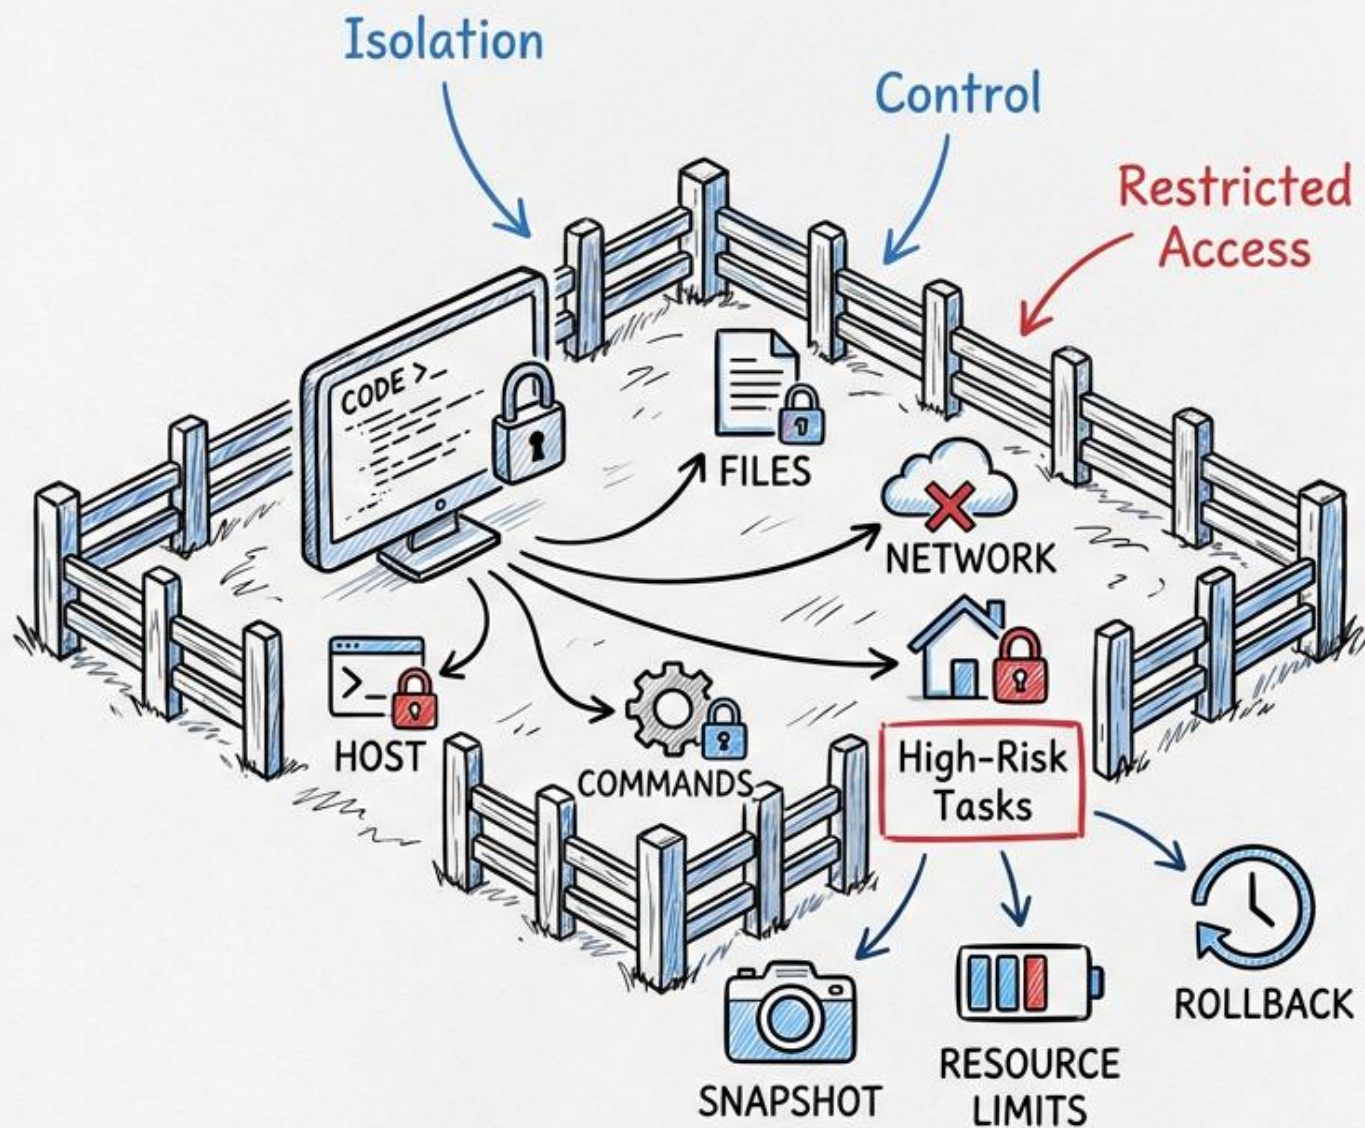 Isolation
Control
Restricted
Access
CODE >_
FILES
NETWORK
>_
HOST
COMMANDS
High-Risk
Tasks
SNAPSHOT
RESOURCE
LIMITS
ROLLBACK